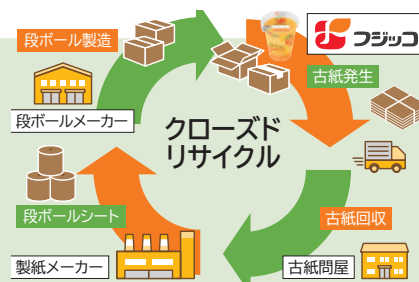 段ボール製造
フジッコ
古紙発生
段ボールメーカー
クローズド
リサイクル
段ボールシート
古紙回収
製紙メーカー
古紙問屋